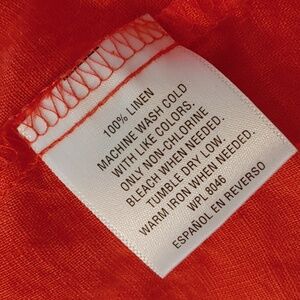 100% LINEN
MACHINE WASH COLD
WITH LIKE COLORS.
ONLY NON-CHLORINE
BLEACH WHEN NEEDED.
TUMBLE DRY LOW.
WARM IRON WHEN NEEDED.
WPL 8046
ESPAÑOL EN REVERSO